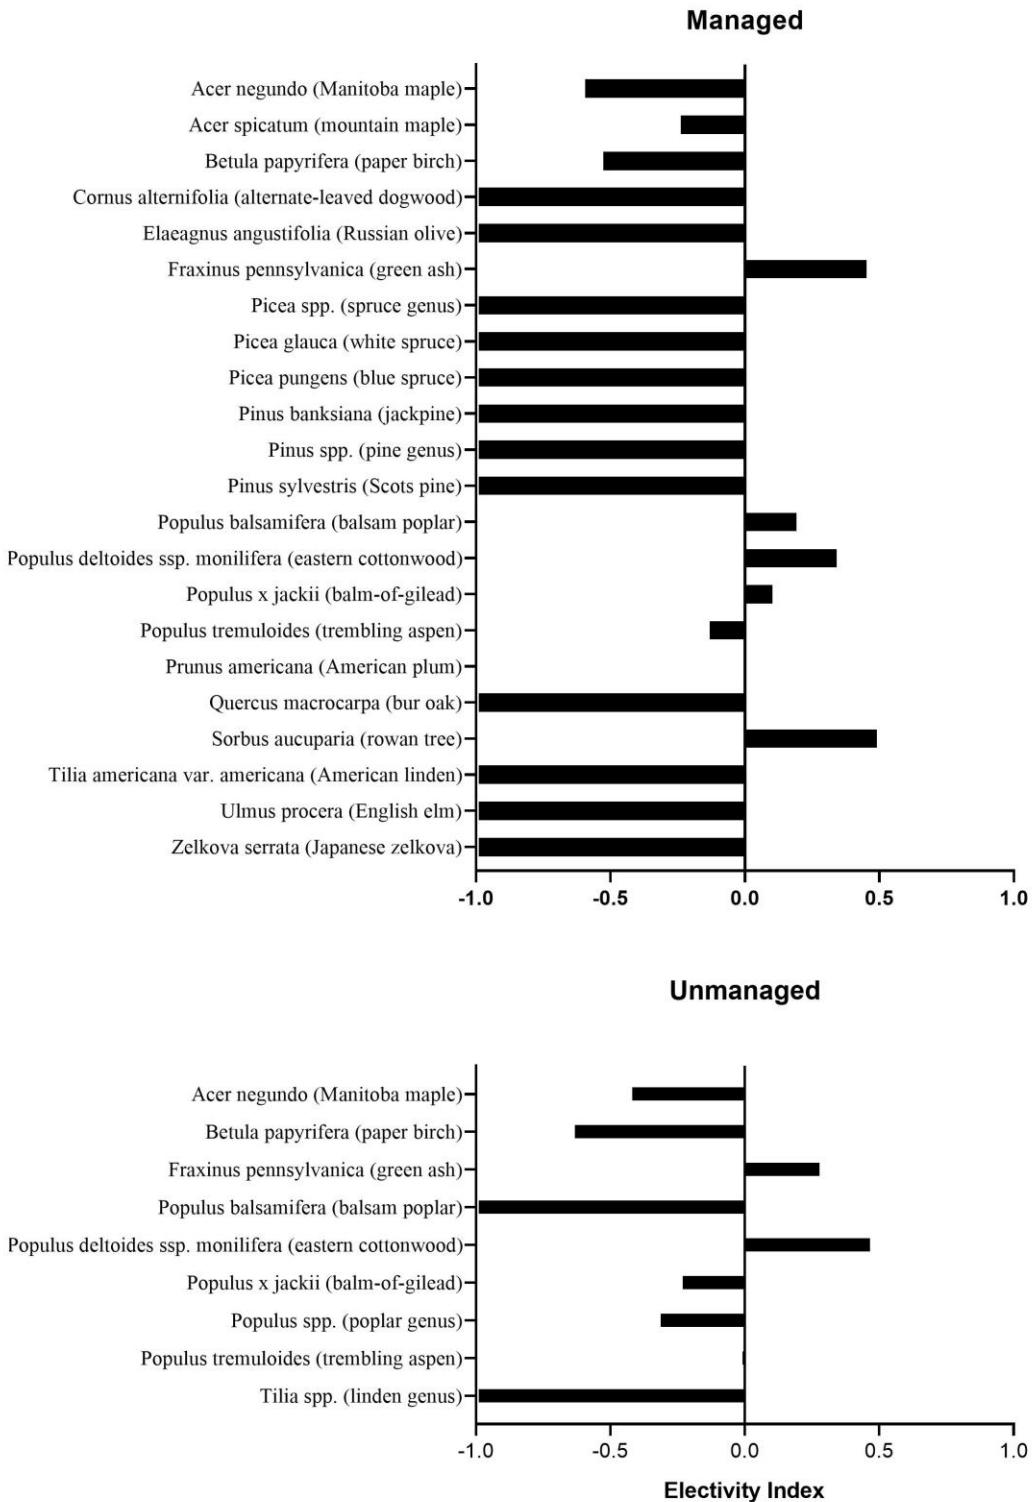 Managed
Acer negundo (Manitoba maple)
Acer spicatum (mountain maple)
Betula papyrifera (paper birch)
Cornus alternifolia (alternate-leaved dogwood)
Elaeagnus angustifolia (Russian olive)
Fraxinus pennsylvanica (green ash)
Picea spp. (spruce genus)
Picea glauca (white spruce)
Picea pungens (blue spruce)
Pinus banksiana (jackpine)
Pinus spp. (pine genus)
Pinus sylvestris (Scots pine)
Populus balsamifera (balsam poplar)
Populus deltoides ssp. monilifera (eastern cottonwood)
Populus x jackii (balm-of-gilead)
Populus tremuloides (trembling aspen)
Prunus americana (American plum)
Quercus macrocarpa (bur oak)
Sorbus aucuparia (rowan tree)
Tilia americana var. americana (American linden)
Ulmus procera (English elm)
Zelkova serrata (Japanese zelkova)
-1.0 -0.5 0.0 0.5 1.0
Unmanaged
Acer negundo (Manitoba maple)
Betula papyrifera (paper birch)
Fraxinus pennsylvanica (green ash)
Populus balsamifera (balsam poplar)
Populus deltoides ssp. monilifera (eastern cottonwood)
Populus x jackii (balm-of-gilead)
Populus spp. (poplar genus)
Populus tremuloides (trembling aspen)
Tilia spp. (linden genus)
-1.0 -0.5 0.0 0.5 1.0
Electivity Index